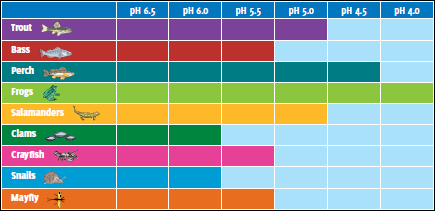 pH 6.5 pH 6.0 pH 5.5 pH 5.0 pH 4.5 pH 4.0
Trout
Bass
Perch
Frogs
Salamanders
Clams
Crayfish
Snails
Mayfly